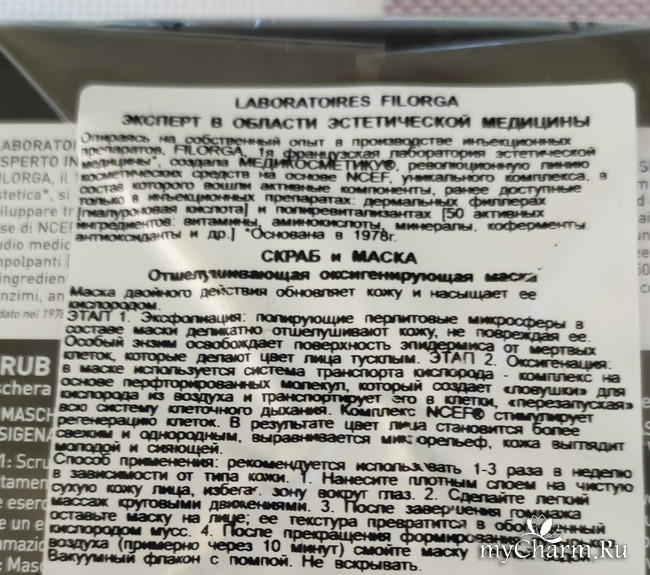 LABORATOIRES FILORGA
ЭКСПЕРТ В ОБЛАСТИ ЭСТЕТИЧЕСКОЙ МЕДИЦИНЫ
Опираясь на собственный опыт в производстве инъекционных
препаратов, FILORGA, 1я французская лаборатория эстетической
медицины*, создала МЕДИКОСМЕТИКУ®, революционную линию
косметических средств на основе NCEF, уникального комплекса, в
состав которого вошли активные компоненты, ранее доступные
только в инъекционных препаратах: дермальных филлерах
[гиалуроновая кислота] и полиревитализантах [50 активных
ингредиентов: витамины, аминокислоты, минералы, коферменты
антиоксиданты и др.] *Основана в 1978г.
СКРАБ и МАСКА
Отшелушивающая оксигенирующая маска
Маска двойного действия обновляет кожу и насыщает ее
кислородом.
ЭТАП 1. Эксфолиация: полирующие перлитовые микросферы в
составе маски деликатно отшелушивают кожу, не повреждая ее.
Особый энзим освобождает поверхность эпидермиса от мертвых
клеток, которые делают цвет лица тусклым. ЭТАП 2. Оксигенация:
в маске используется система транспорта кислорода - комплекс на
основе перфторированных молекул, который создает «ловушки» для
кислорода из воздуха и транспортирует его в клетки, «перезапуская»
всю систему клеточного дыхания. Комплекс NCEF® стимулирует
регенерацию клеток. В результате цвет лица становится более
свежим и однородным, выравнивается микрорельеф, кожа выглядит
молодой и сияющей.
Способ применения: рекомендуется использовать 1-3 раза в неделю
в зависимости от типа кожи. 1. Нанесите плотным слоем на чистую
сухую кожу лица, избегая зону вокруг глаз. 2. Сделайте легкий
массаж круговыми движениями. 3. После завершения гоммажа
оставьте маску на лице; ее текстура превратится в обогащенный
кислородом мусс. 4. После прекращения формирования
воздуха (примерно через 10 минут) смойте маску
Вакуумный флакон с помпой. Не вскрывать.
myCharm.Ru